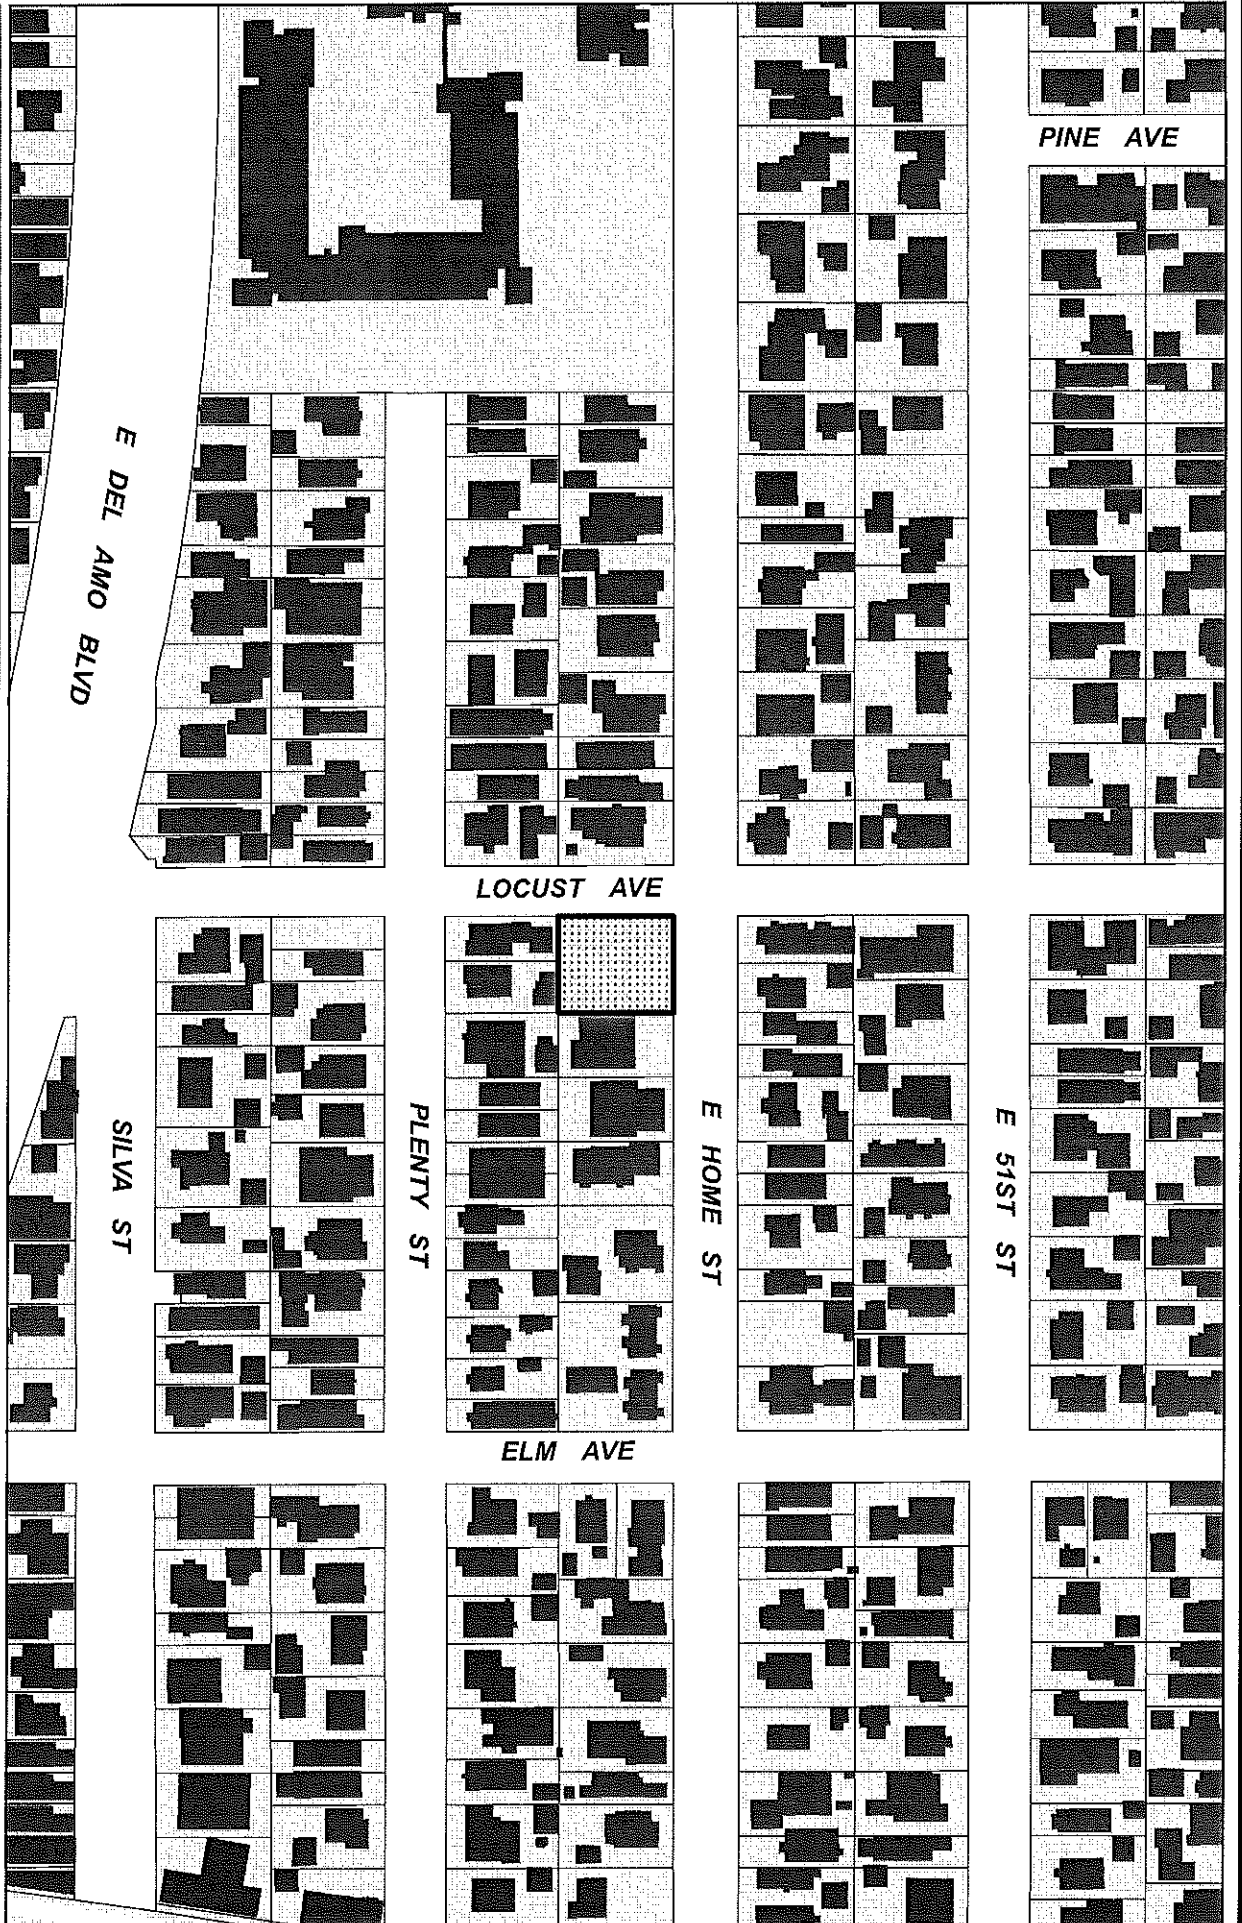 PINE AVE
E DEL AMO BLVD
LOCUST AVE
SILVA ST
PLENTY ST
E HOME ST
E 51ST ST
ELM AVE